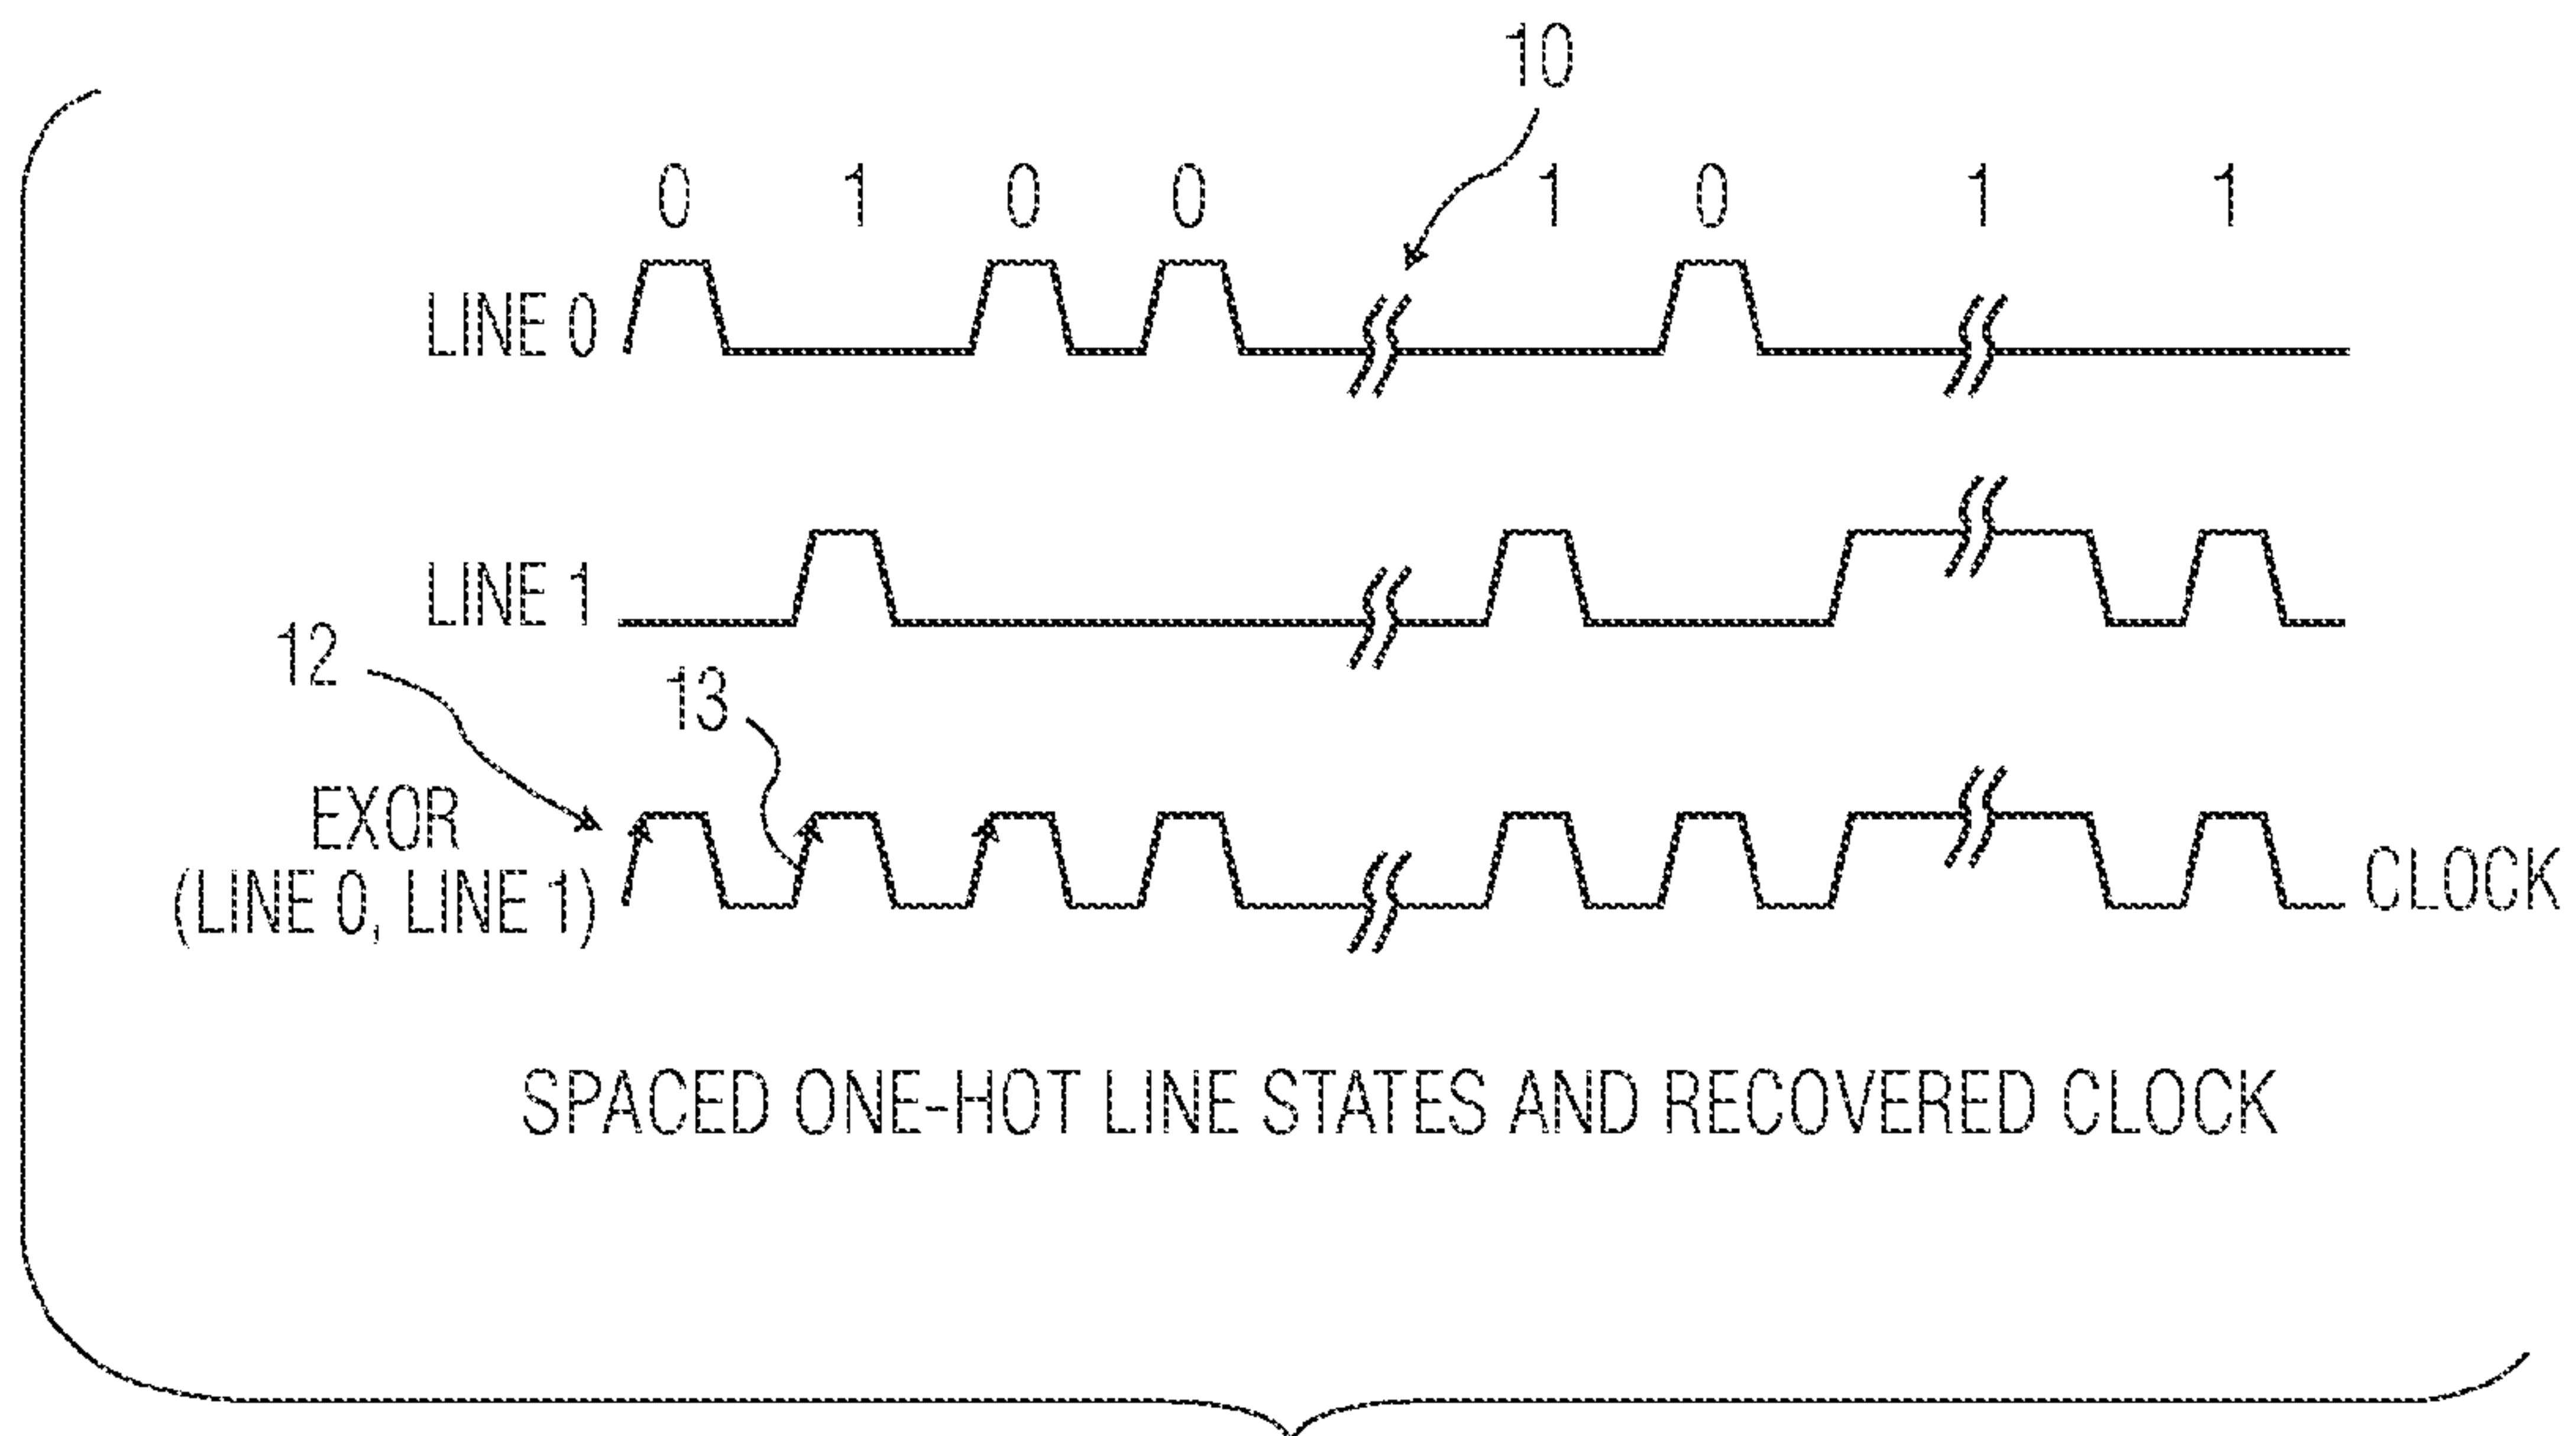 10
0 1 0 0 1 0 1 1
LINE 0
LINE 1
12
13
EXOR
(LINE 0, LINE 1)
CLOCK
SPACED ONE-HOT LINE STATES AND RECOVERED CLOCK